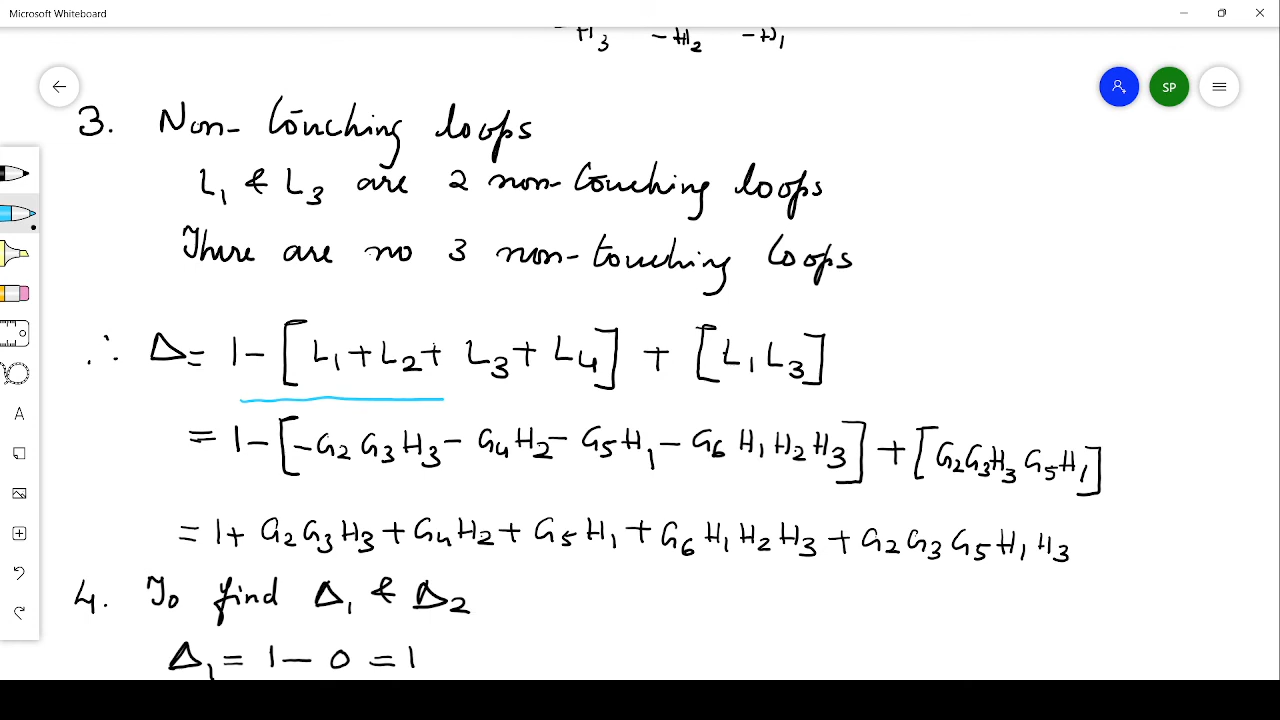 Microsoft Whiteboard
- H3 - H2 - H1
SP
3. Non-touching loops
L1 & L3 are 2 non-touching loops
There are no 3 non-touching loops
∴ Δ = 1 - [L1 + L2 + L3 + L4] + [L1 L3]
= 1 - [-G2 G3 H3 - G4 H2 - G5 H1 - G6 H1 H2 H3] + [G2 G3 H3 G5 H1]
= 1 + G2 G3 H3 + G4 H2 + G5 H1 + G6 H1 H2 H3 + G2 G3 G5 H1 H3
A
4. To find Δ1 & Δ2
Δ1 = 1 - 0 = 1